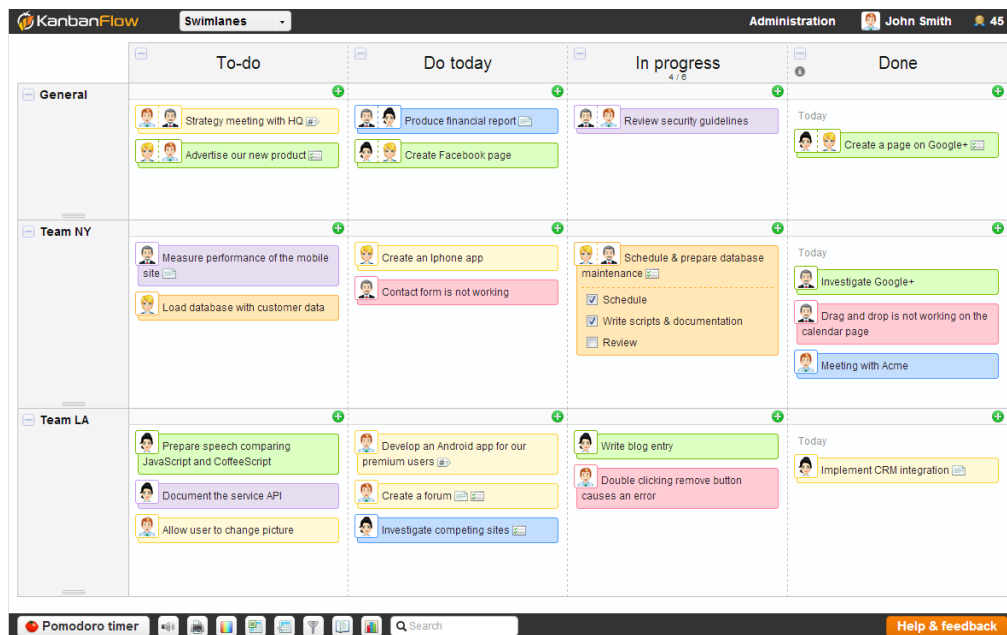 KanbanFlow
Swimlanes
Administration
John Smith
45
To-do
Do today
In progress
4 / 6
Done
General
Strategy meeting with HQ
Advertise our new product
Produce financial report
Create Facebook page
Review security guidelines
Today
Create a page on Google+
Team NY
Measure performance of the mobile
site
Load database with customer data
Create an Iphone app
Contact form is not working
Schedule & prepare database
maintenance
Schedule
Write scripts & documentation
Review
Today
Investigate Google+
Drag and drop is not working on the
calendar page
Meeting with Acme
Team LA
Prepare speech comparing
JavaScript and CoffeeScript
Document the service API
Allow user to change picture
Develop an Android app for our
premium users
Create a forum
Investigate competing sites
Write blog entry
Double clicking remove button
causes an error
Today
Implement CRM integration
Pomodoro timer
Search
Help & feedback